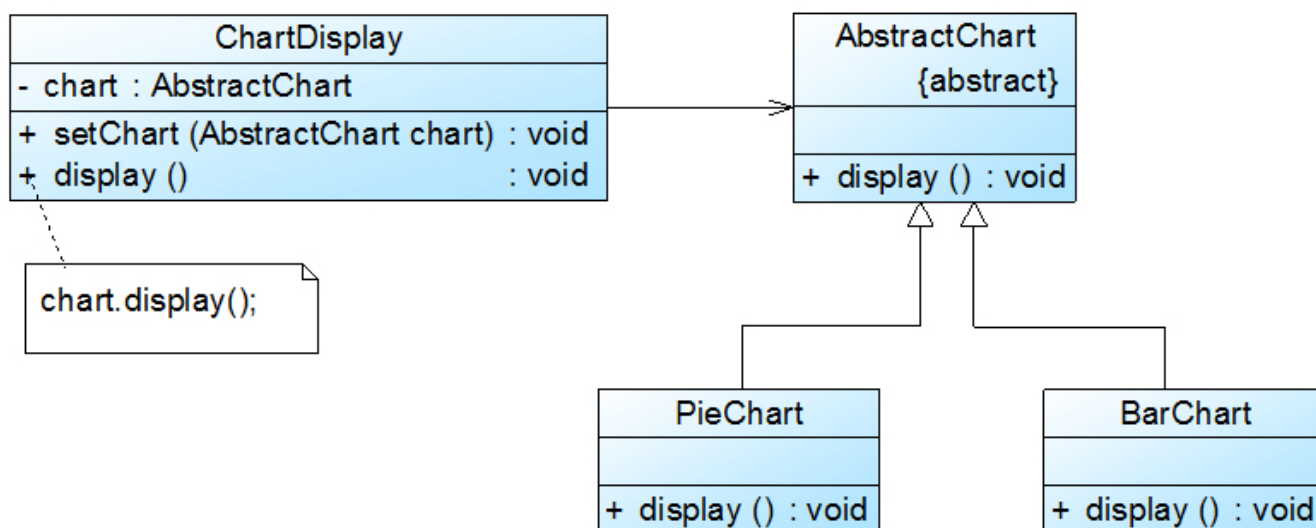 ChartDisplay
- chart : AbstractChart
+ setChart (AbstractChart chart) : void
+ display () : void
chart.display();
AbstractChart
{abstract}
+ display () : void
PieChart
+ display () : void
BarChart
+ display () : void